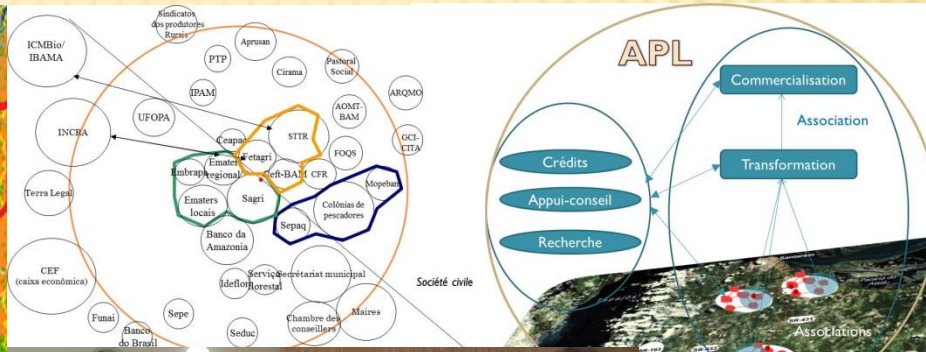 Sindicatos
dos produtores
Rurais
ICMBio/
IBAMA
Aprusan
PTP
Cirama
Pastoral
Social
IPAM
ARQMO
UFOPA
AOMT-
BAM
INCRA
STTR
GCI-
CITA
Ceapac
Fetagri
FOQS
Emater
regional
Embrapa
Ceft-BAM
CFR
Mopebam
Terra Legal
Ematers
locais
Sagri
Colônias de
pescadores
Sepaq
Banco da
Amazonia
CEF
(caixa econômica)
Ideflor
Serviço
florestal
Secrétariat municipal
Société civile
Funai
Sepe
Maires
Banco
do Brasil
Seduc
Chambre des
conseillers
APL
Commercialisation
Association
Crédits
Transformation
Appui-conseil
Recherche
Santarem
Associations